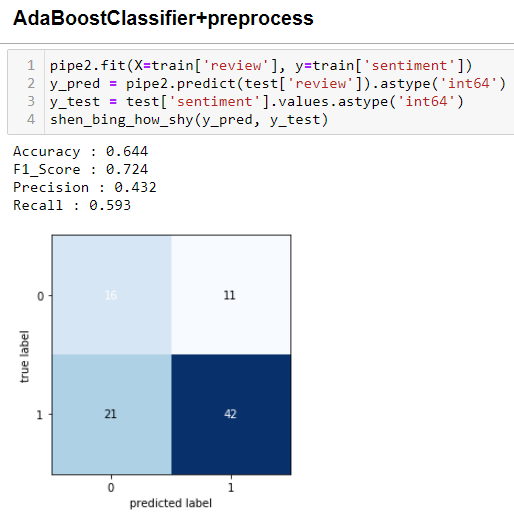 AdaBoostClassifier+preprocess
1 pipe2.fit(X=train['review'], y=train['sentiment'])
2 y_pred = pipe2.predict(test['review']).astype('int64')
3 y_test = test['sentiment'].values.astype('int64')
4 shen_bing_how_shy(y_pred, y_test)
Accuracy : 0.644
F1_Score : 0.724
Precision : 0.432
Recall : 0.593
0 16 11
true label
1 21 42
0 1
predicted label